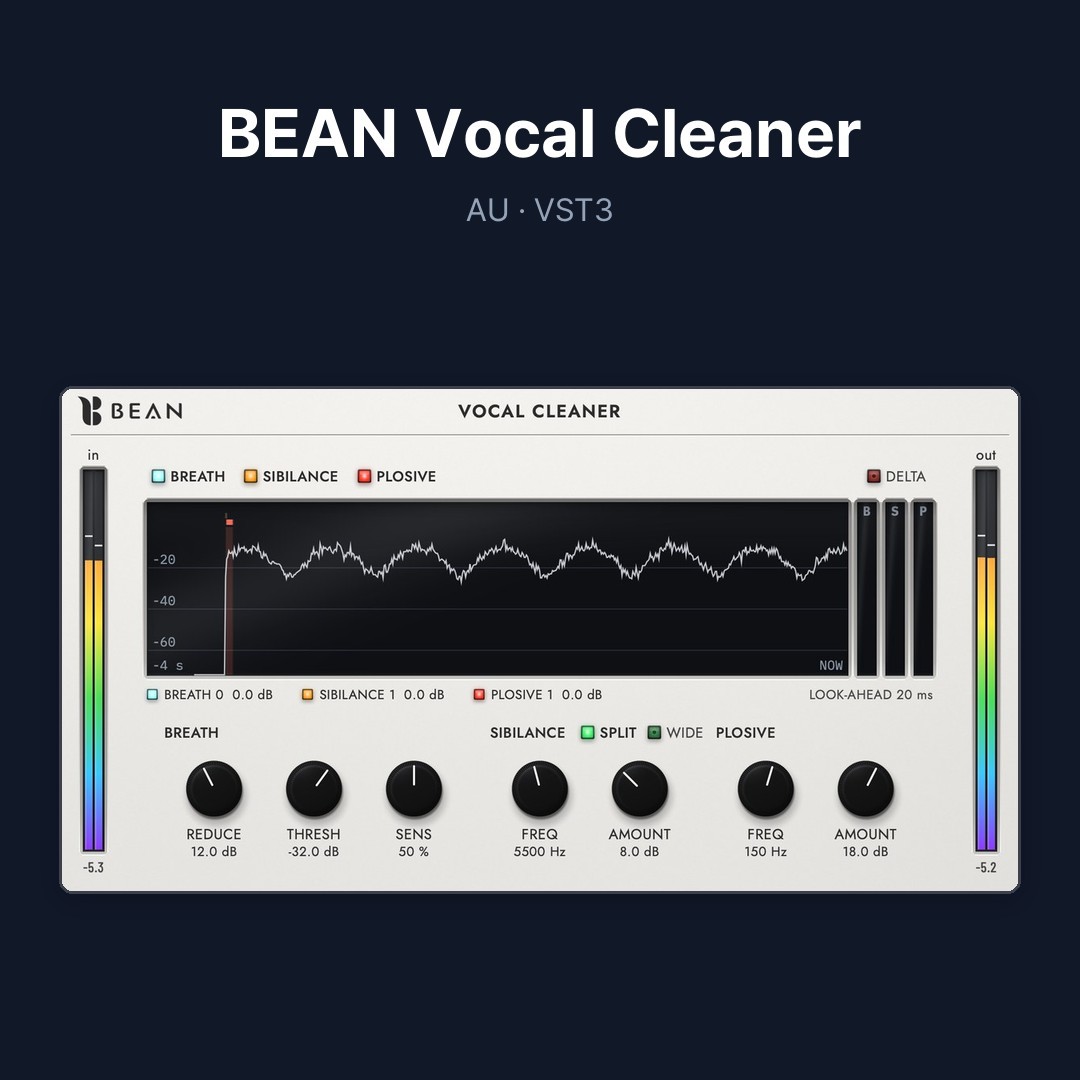 BEAN Vocal Cleaner
AU · VST3
BEAN
VOCAL CLEANER
in
out
BREATH SIBILANCE PLOSIVE
DELTA
B S P
-20
-40
-60
-4 s
NOW
BREATH 0 0.0 dB SIBILANCE 1 0.0 dB PLOSIVE 1 0.0 dB
LOOK-AHEAD 20 ms
BREATH
SIBILANCE SPLIT WIDE PLOSIVE
REDUCE THRESH SENS FREQ AMOUNT FREQ AMOUNT
12.0 dB -32.0 dB 50 % 5500 Hz 8.0 dB 150 Hz 18.0 dB
-5.3
-5.2